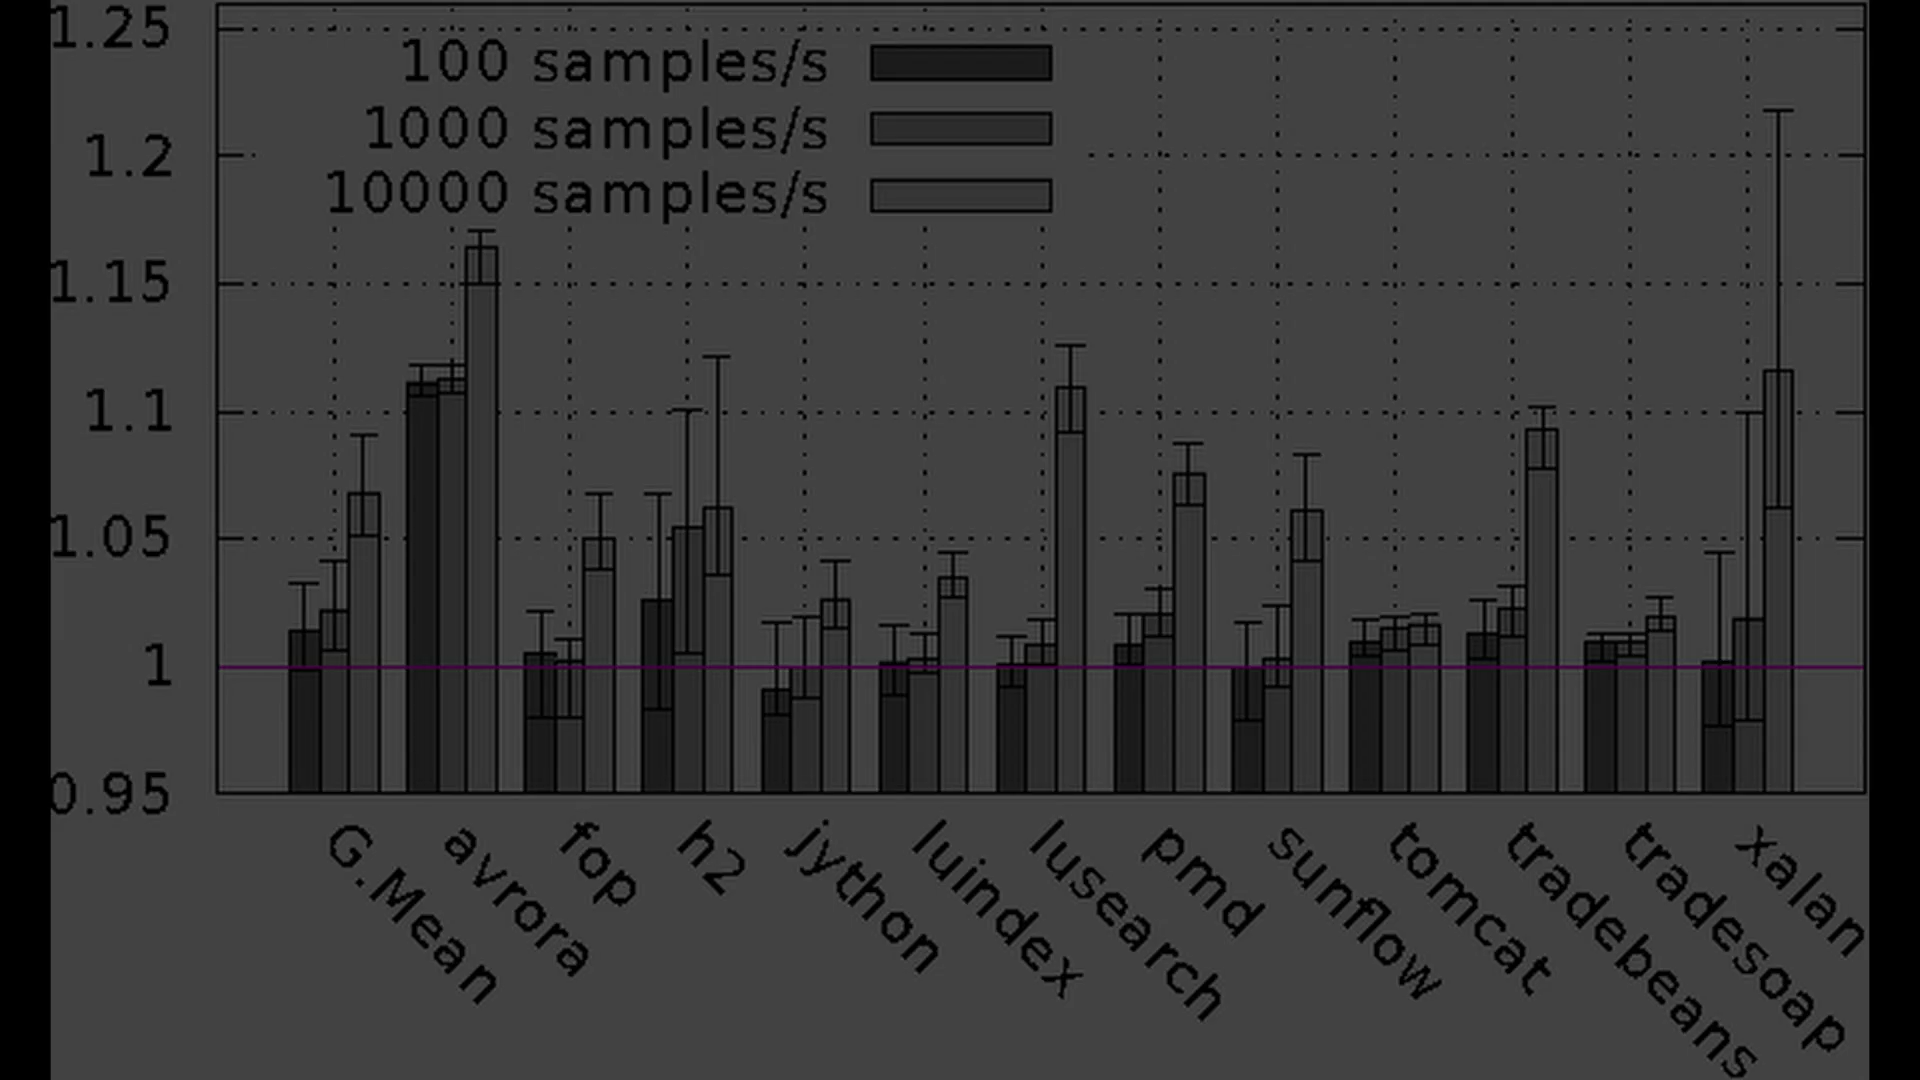 1.25
100 samples/s
1000 samples/s
1.2
10000 samples/s
1.15
1.1
1.05
1
0.95
G.Mean
avrora
fop
h2
jython
luindex
lusearch
pmd
sunflow
tomcat
tradebeans
tradesoap
xalan